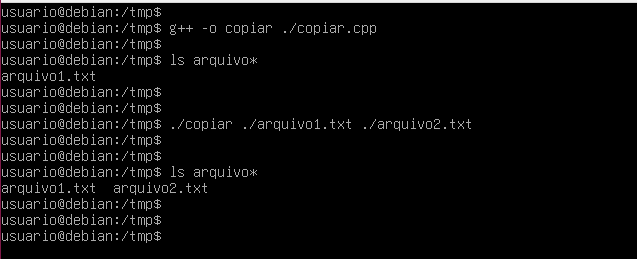 usuario@debian:/tmp$
usuario@debian:/tmp$ g++ -o copiar ./copiar.cpp
usuario@debian:/tmp$
usuario@debian:/tmp$ ls arquivo*
arquivo1.txt
usuario@debian:/tmp$
usuario@debian:/tmp$
usuario@debian:/tmp$ ./copiar ./arquivo1.txt ./arquivo2.txt
usuario@debian:/tmp$
usuario@debian:/tmp$
usuario@debian:/tmp$ ls arquivo*
arquivo1.txt  arquivo2.txt
usuario@debian:/tmp$
usuario@debian:/tmp$
usuario@debian:/tmp$